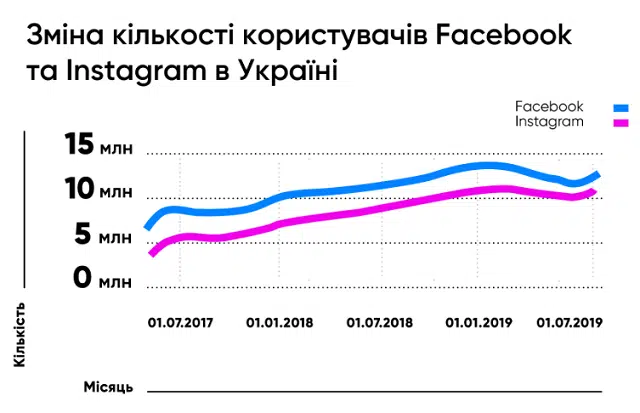 Зміна кількості користувачів Facebook
та Instagram в Україні
Facebook
Instagram
15 млн
10 млн
5 млн
0 млн
Кількість
01.07.2017 01.01.2018 01.07.2018 01.01.2019 01.07.2019
Місяць